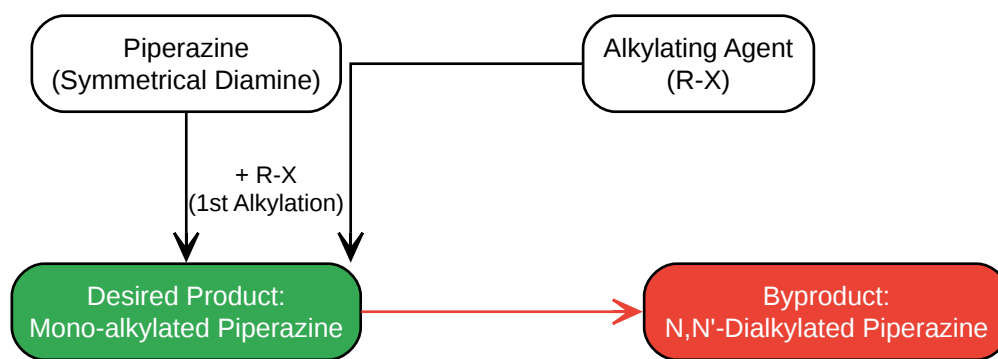 Piperazine
(Symmetrical Diamine)
Alkylating Agent
(R-X)
+ R-X
(1st Alkylation)
Desired Product:
Mono-alkylated Piperazine
Byproduct:
N,N'-Dialkylated Piperazine